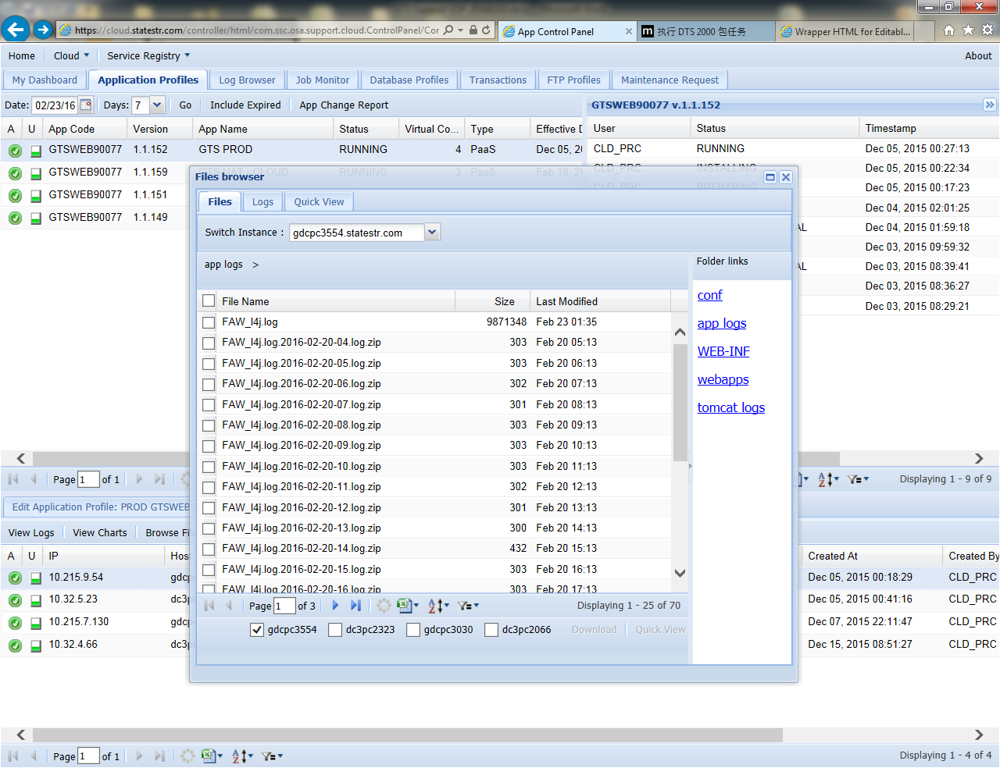 https://cloud.statestr.com/controller/html/com.ssc.osa.support.cloud.ControlPanel/Cor
App Control Panel
m 执行 DTS 2000 包任务
Wrapper HTML for Editabl...
Home Cloud Service Registry About
My Dashboard Application Profiles Log Browser Job Monitor Database Profiles Transactions FTP Profiles Maintenance Request
Date: 02/23/16 Days: 7 Go Include Expired App Change Report
A U App Code Version App Name Status Virtual Co... Type Effective D
GTSWEB90077 1.1.152 GTS PROD RUNNING 4 PaaS Dec 05, 20
GTSWEB90077 1.1.159 GTS UAT - CLOUD RUNNING 3 PaaS Feb 18, 20
GTSWEB90077 1.1.151
GTSWEB90077 1.1.149
GTSWEB90077 v.1.1.152
User Status Timestamp
CLD_PRC RUNNING Dec 05, 2015 00:27:13
CLD_PRC INSTALLING Dec 05, 2015 00:22:34
CLD_PRC PREPARING Dec 05, 2015 00:17:23
Dec 04, 2015 02:01:25
AL Dec 04, 2015 01:59:18
Dec 03, 2015 09:59:32
AL Dec 03, 2015 08:39:41
Dec 03, 2015 08:36:27
Dec 03, 2015 08:29:21
Files browser
Files Logs Quick View
Switch Instance : gdcpc3554.statestr.com
app logs >
File Name Size Last Modified
FAW_l4j.log 9871348 Feb 23 01:35
FAW_l4j.log.2016-02-20-04.log.zip 303 Feb 20 05:13
FAW_l4j.log.2016-02-20-05.log.zip 303 Feb 20 06:13
FAW_l4j.log.2016-02-20-06.log.zip 302 Feb 20 07:13
FAW_l4j.log.2016-02-20-07.log.zip 301 Feb 20 08:13
FAW_l4j.log.2016-02-20-08.log.zip 303 Feb 20 09:13
FAW_l4j.log.2016-02-20-09.log.zip 303 Feb 20 10:13
FAW_l4j.log.2016-02-20-10.log.zip 303 Feb 20 11:13
FAW_l4j.log.2016-02-20-11.log.zip 302 Feb 20 12:13
FAW_l4j.log.2016-02-20-12.log.zip 301 Feb 20 13:13
FAW_l4j.log.2016-02-20-13.log.zip 300 Feb 20 14:13
FAW_l4j.log.2016-02-20-14.log.zip 432 Feb 20 15:13
FAW_l4j.log.2016-02-20-15.log.zip 303 Feb 20 16:13
FAW_l4j.log.2016-02-20-16.log.zip 303 Feb 20 17:13
Page 1 of 3 Displaying 1 - 25 of 70
gdcpc3554 dc3pc2323 gdcpc3030 dc3pc2066 Download Quick View
Folder links
conf
app logs
WEB-INF
webapps
tomcat logs
Page 1 of 1 Displaying 1 - 9 of 9
Edit Application Profile: PROD GTSWEB
View Logs View Charts Browse Fi
A U IP Hos Created At Created By
10.215.9.54 gdcp Dec 05, 2015 00:18:29 CLD_PRC
10.32.5.23 dc3p Dec 05, 2015 00:41:16 CLD_PRC
10.215.7.130 gdcp Dec 07, 2015 22:11:47 CLD_PRC
10.32.4.66 dc3p Dec 15, 2015 08:51:27 CLD_PRC
Page 1 of 1 Displaying 1 - 4 of 4